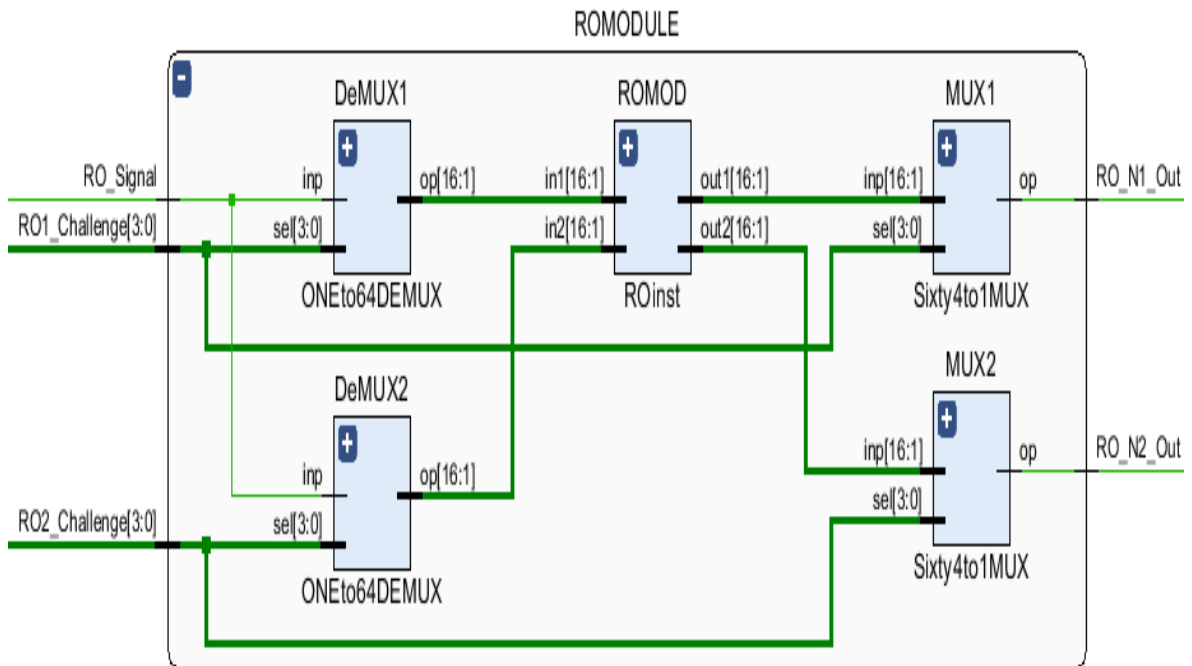 ROMODULE
DeMUX1
ROMOD
MUX1
RO_Signal
inp
op[16:1]
in1[16:1]
out1[16:1]
inp[16:1]
op
RO_N1_Out
RO1_Challenge[3:0]
sel[3:0]
in2[16:1]
out2[16:1]
sel[3:0]
ONEto64DEMUX
ROinst
Sixty4to1MUX
DeMUX2
MUX2
inp
op[16:1]
inp[16:1]
op
RO_N2_Out
RO2_Challenge[3:0]
sel[3:0]
sel[3:0]
ONEto64DEMUX
Sixty4to1MUX